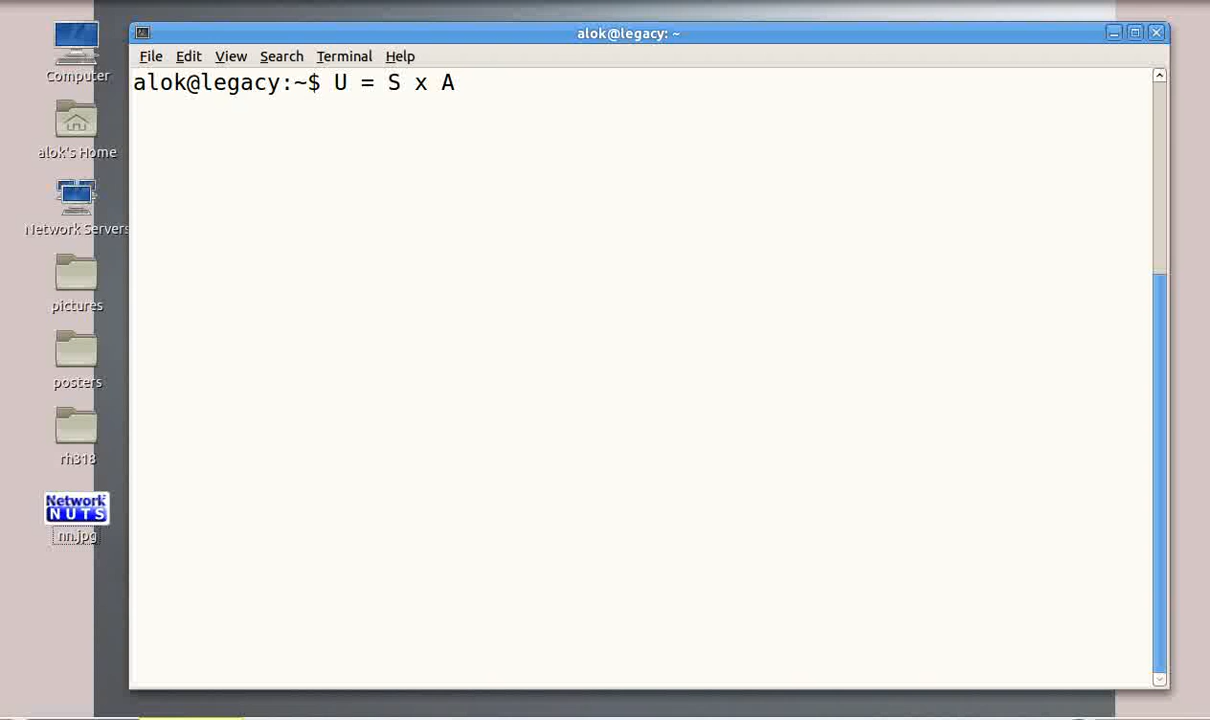 alok@legacy: ~
File Edit View Search Terminal Help
alok@legacy:~$ U = S x A
Computer
alok's Home
Network Servers
pictures
posters
rh318
Network
NUTS
nn.jpg